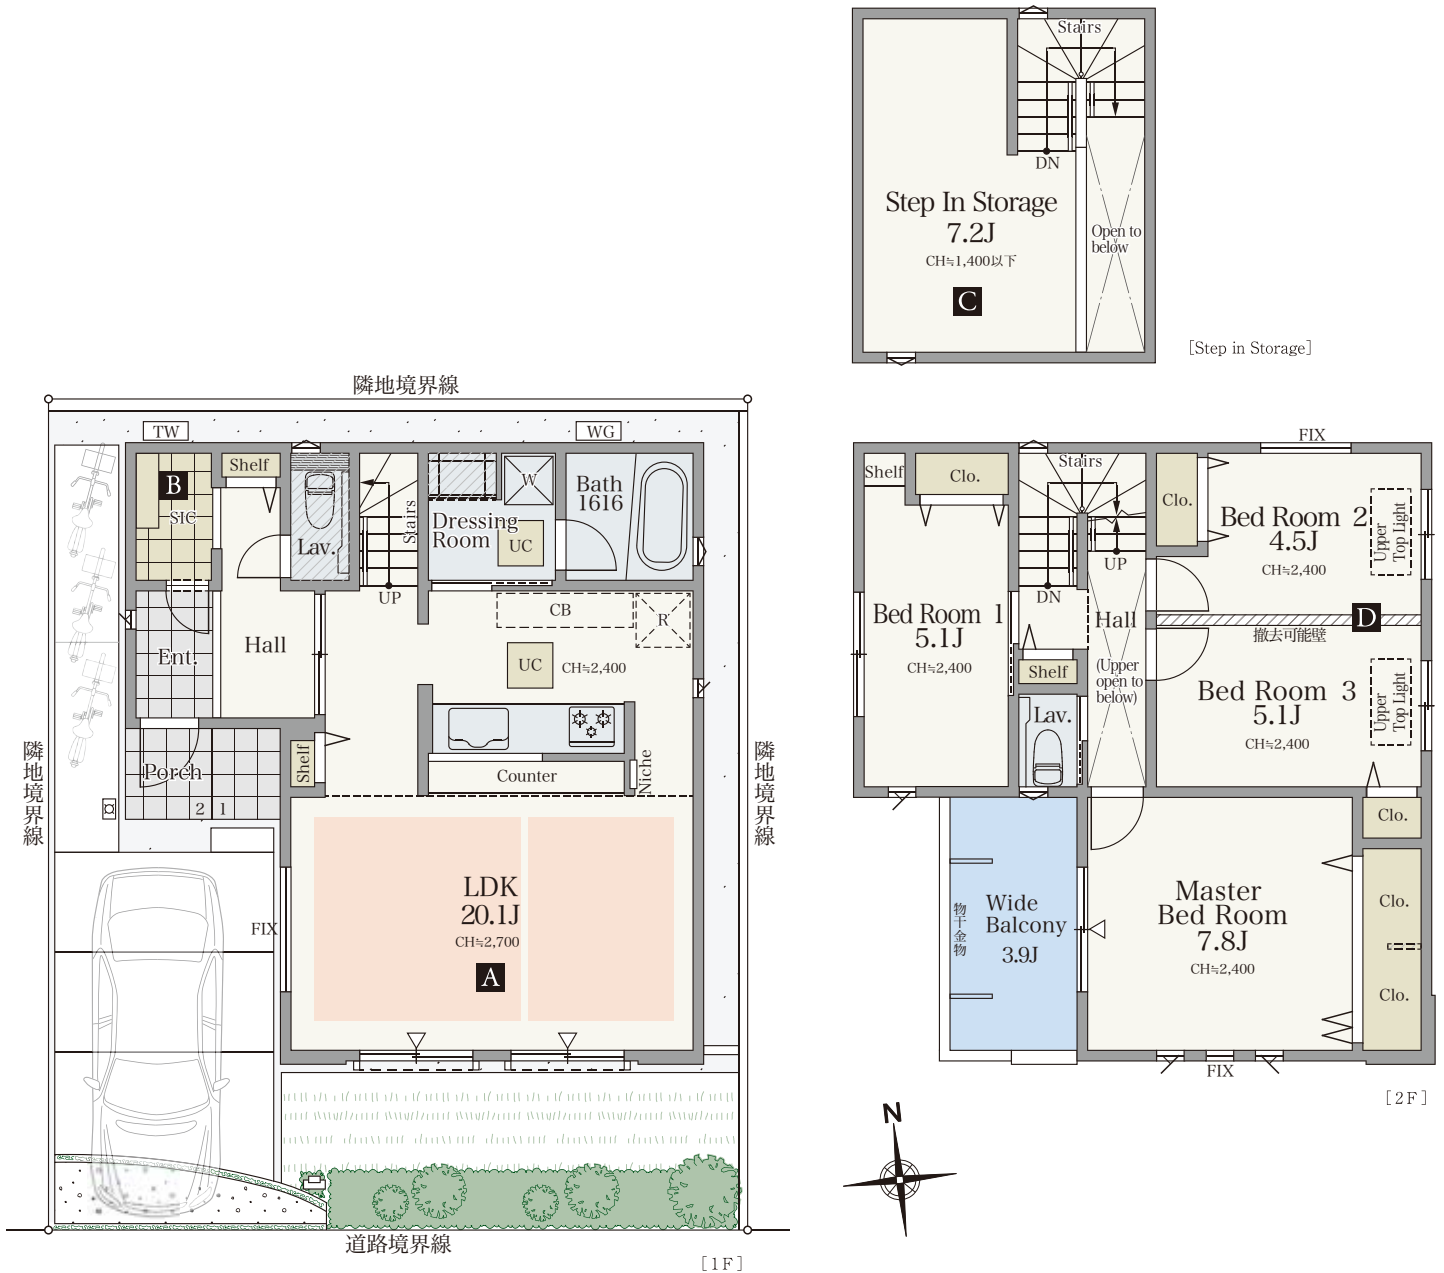 Stairs
DN
Step In Storage
7.2J
CH≒1,400以下
C
Open to
below
[Step in Storage]
隣地境界線
TW
WG
B
SIC
Shelf
Lav.
Stairs
UP
Dressing
Room
W
UC
Bath
1616
CB
R
Ent.
Hall
UC
CH≒2,400
Porch
2
1
Shelf
Counter
Niche
隣地境界線
隣地境界線
FIX
LDK
20.1J
CH≒2,700
A
道路境界線
[1F]
FIX
Shelf
Clo.
Stairs
Clo.
Bed Room 2
4.5J
CH≒2,400
Upper
Top Light
UP
DN
Bed Room 1
5.1J
CH≒2,400
Hall
(Upper
open to
below)
D
撤去可能壁
Shelf
Lav.
Bed Room 3
5.1J
CH≒2,400
Upper
Top Light
Clo.
Wide
Balcony
3.9J
物干金物
Master
Bed Room
7.8J
CH≒2,400
Clo.
Clo.
FIX
[2F]
N